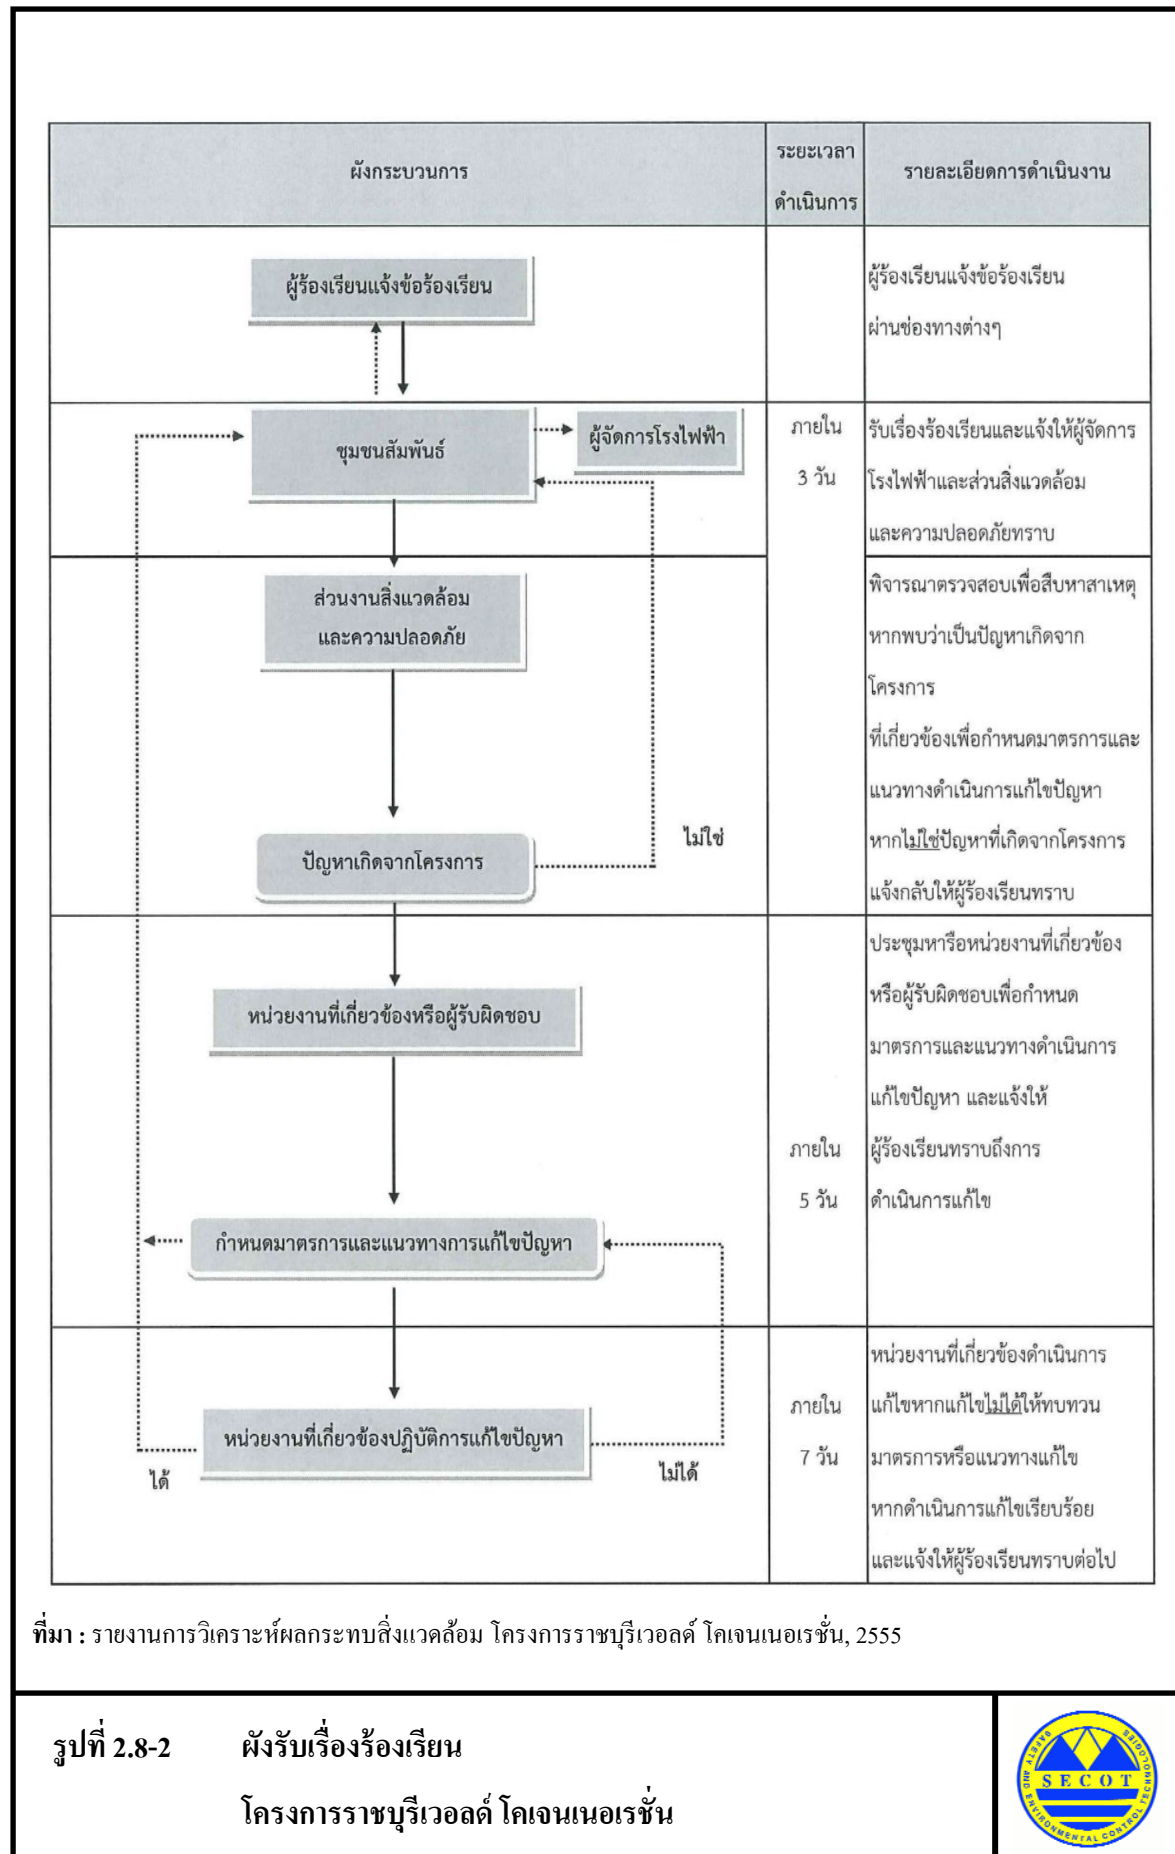 ผังกระบวนการ
ระยะเวลา
ดำเนินการ
รายละเอียดการดำเนินงาน
ผู้ร้องเรียนแจ้งข้อร้องเรียน
ผู้ร้องเรียนแจ้งข้อร้องเรียน
ผ่านช่องทางต่างๆ
ชุมชนสัมพันธ์
ผู้จัดการโรงไฟฟ้า
ภายใน
3 วัน
รับเรื่องร้องเรียนและแจ้งให้ผู้จัดการ
โรงไฟฟ้าและส่วนสิ่งแวดล้อม
และความปลอดภัยทราบ
ส่วนงานสิ่งแวดล้อม
และความปลอดภัย
ปัญหาเกิดจากโครงการ
ไม่ใช่
พิจารณาตรวจสอบเพื่อสืบหาสาเหตุ
หากพบว่าเป็นปัญหาเกิดจาก
โครงการ
ที่เกี่ยวข้องเพื่อกำหนดมาตรการและ
แนวทางดำเนินการแก้ไขปัญหา
หากไม่ใช่ปัญหาที่เกิดจากโครงการ
แจ้งกลับให้ผู้ร้องเรียนทราบ
หน่วยงานที่เกี่ยวข้องหรือผู้รับผิดชอบ
กำหนดมาตรการและแนวทางการแก้ไขปัญหา
ภายใน
5 วัน
ประชุมหารือหน่วยงานที่เกี่ยวข้อง
หรือผู้รับผิดชอบเพื่อกำหนด
มาตรการและแนวทางดำเนินการ
แก้ไขปัญหา และแจ้งให้
ผู้ร้องเรียนทราบถึงการ
ดำเนินการแก้ไข
หน่วยงานที่เกี่ยวข้องปฏิบัติการแก้ไขปัญหา
ได้
ไม่ได้
ภายใน
7 วัน
หน่วยงานที่เกี่ยวข้องดำเนินการ
แก้ไขหากแก้ไขไม่ได้ให้ทบทวน
มาตรการหรือแนวทางแก้ไข
หากดำเนินการแก้ไขเรียบร้อย
และแจ้งให้ผู้ร้องเรียนทราบต่อไป
ที่มา : รายงานการวิเคราะห์ผลกระทบสิ่งแวดล้อม โครงการราชบุรีเวอลด์ โคเจนเนอเรชั่น, 2555
รูปที่ 2.8-2 ผังรับเรื่องร้องเรียน
โครงการราชบุรีเวอลด์ โคเจนเนอเรชั่น
SECOT
SAFETY AND ENVIRONMENTAL CONTROL TECHNOLOGIES